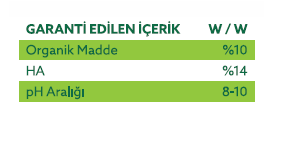 GARANTİ EDİLEN İÇERİK W / W
Organik Madde %10
HA %14
pH Aralığı 8-10